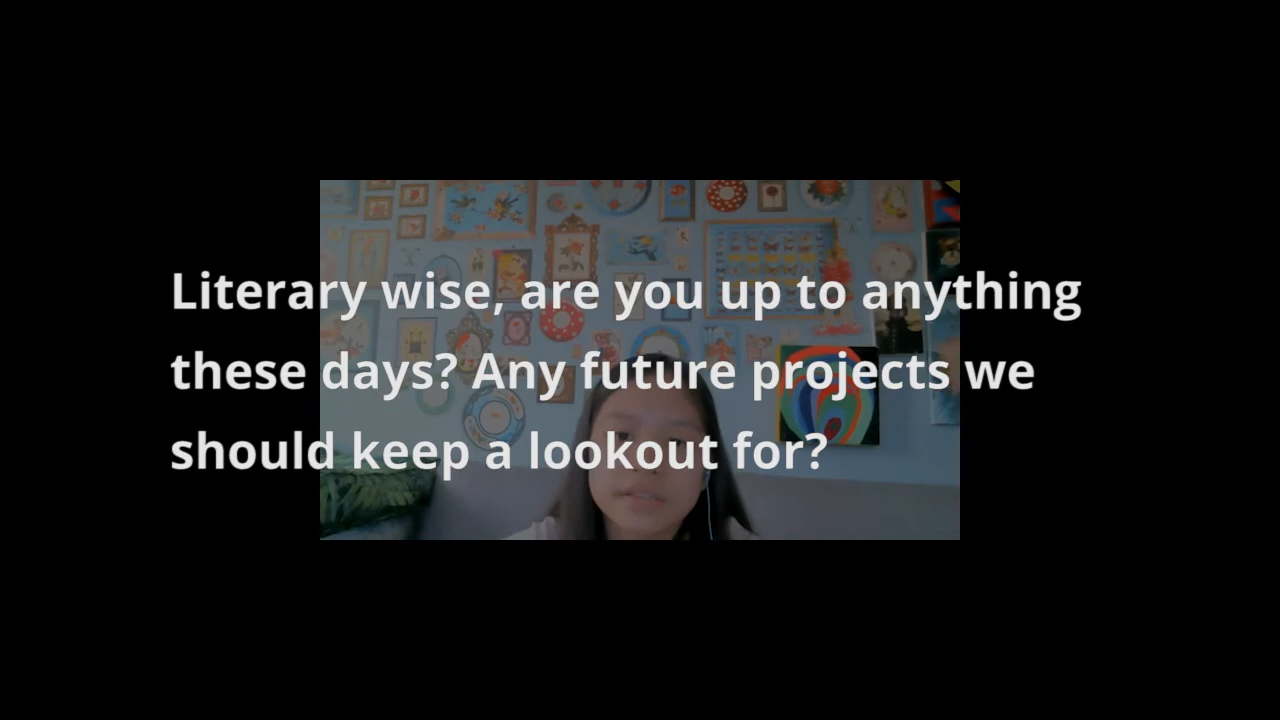 Literary wise, are you up to anything
these days? Any future projects we
should keep a lookout for?